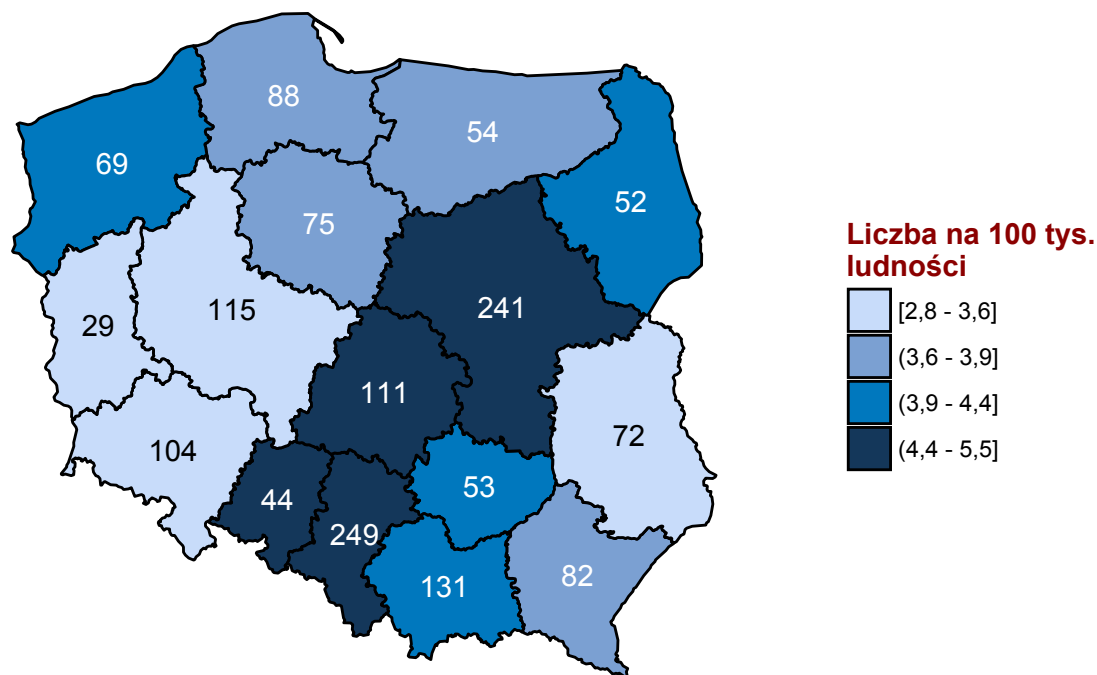 88
54
69
52
75
241
115
29
111
72
104
53
44
249
131
82
Liczba na 100 tys.
ludności
[2,8 - 3,6]
(3,6 - 3,9]
(3,9 - 4,4]
(4,4 - 5,5]